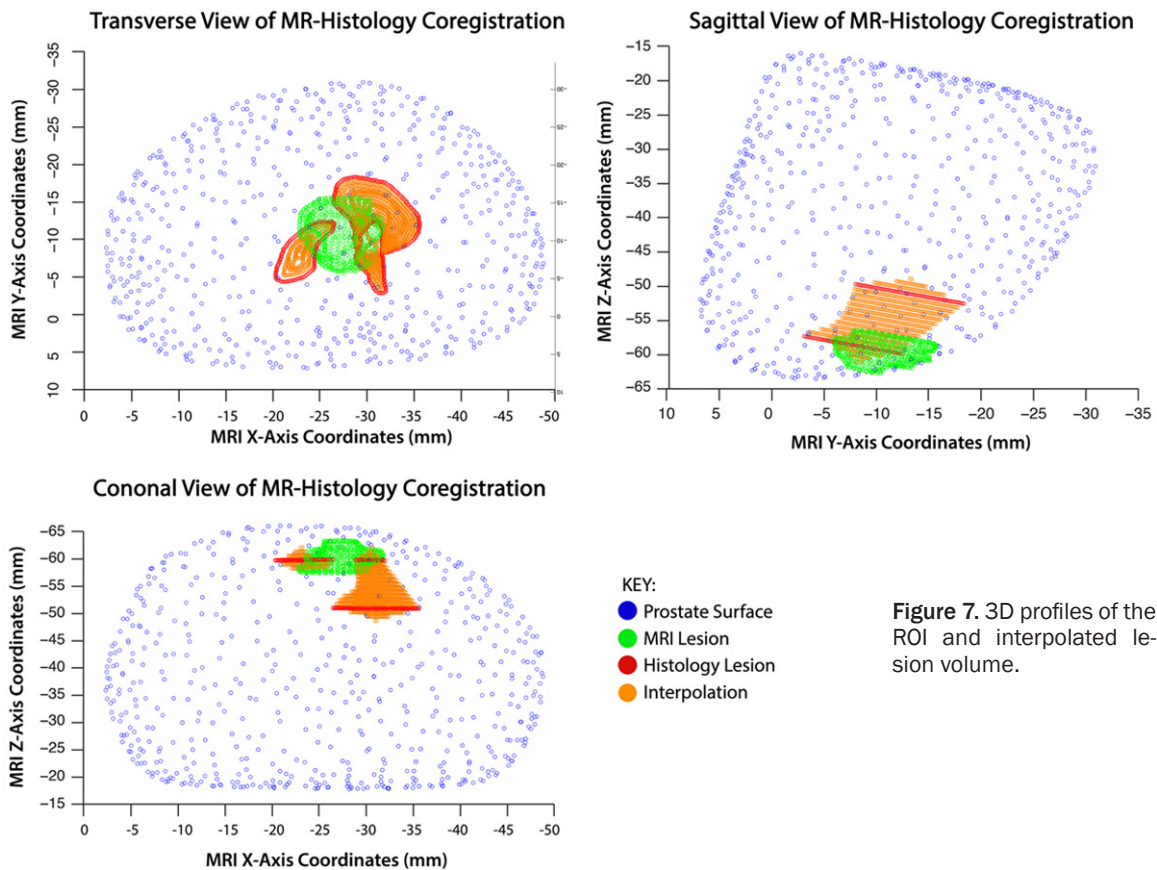 Transverse View of MR-Histology Coregistration
MRI Y-Axis Coordinates (mm)
−35
−30
−25
−20
−15
−10
−5
0
5
10
0 -5 -10 -15 -20 -25 -30 -35 -40 -45 -50
MRI X-Axis Coordinates (mm)
Sagittal View of MR-Histology Coregistration
MRI Z-Axis Coordinates (mm)
−15
−20
−25
−30
−35
−40
−45
−50
−55
−60
−65
10 5 0 −5 −10 −15 −20 −25 −30 −35
MRI Y-Axis Coordinates (mm)
Cononal View of MR-Histology Coregistration
MRI Z-Axis Coordinates (mm)
−65
−60
−55
−50
−45
−40
−35
−30
−25
−20
−15
0 -5 -10 -15 -20 -25 -30 -35 -40 -45 -50
MRI X-Axis Coordinates (mm)
KEY:
Prostate Surface
MRI Lesion
Histology Lesion
Interpolation
Figure 7. 3D profiles of the
ROI and interpolated le-
sion volume.